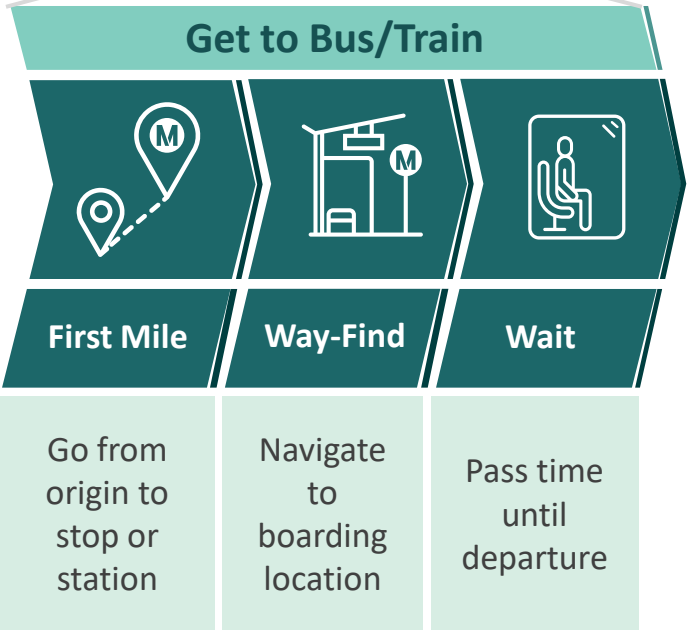 Get to Bus/Train
M
M
First Mile
Way-Find
Wait
Go from
origin to
stop or
station
Navigate
to
boarding
location
Pass time
until
departure